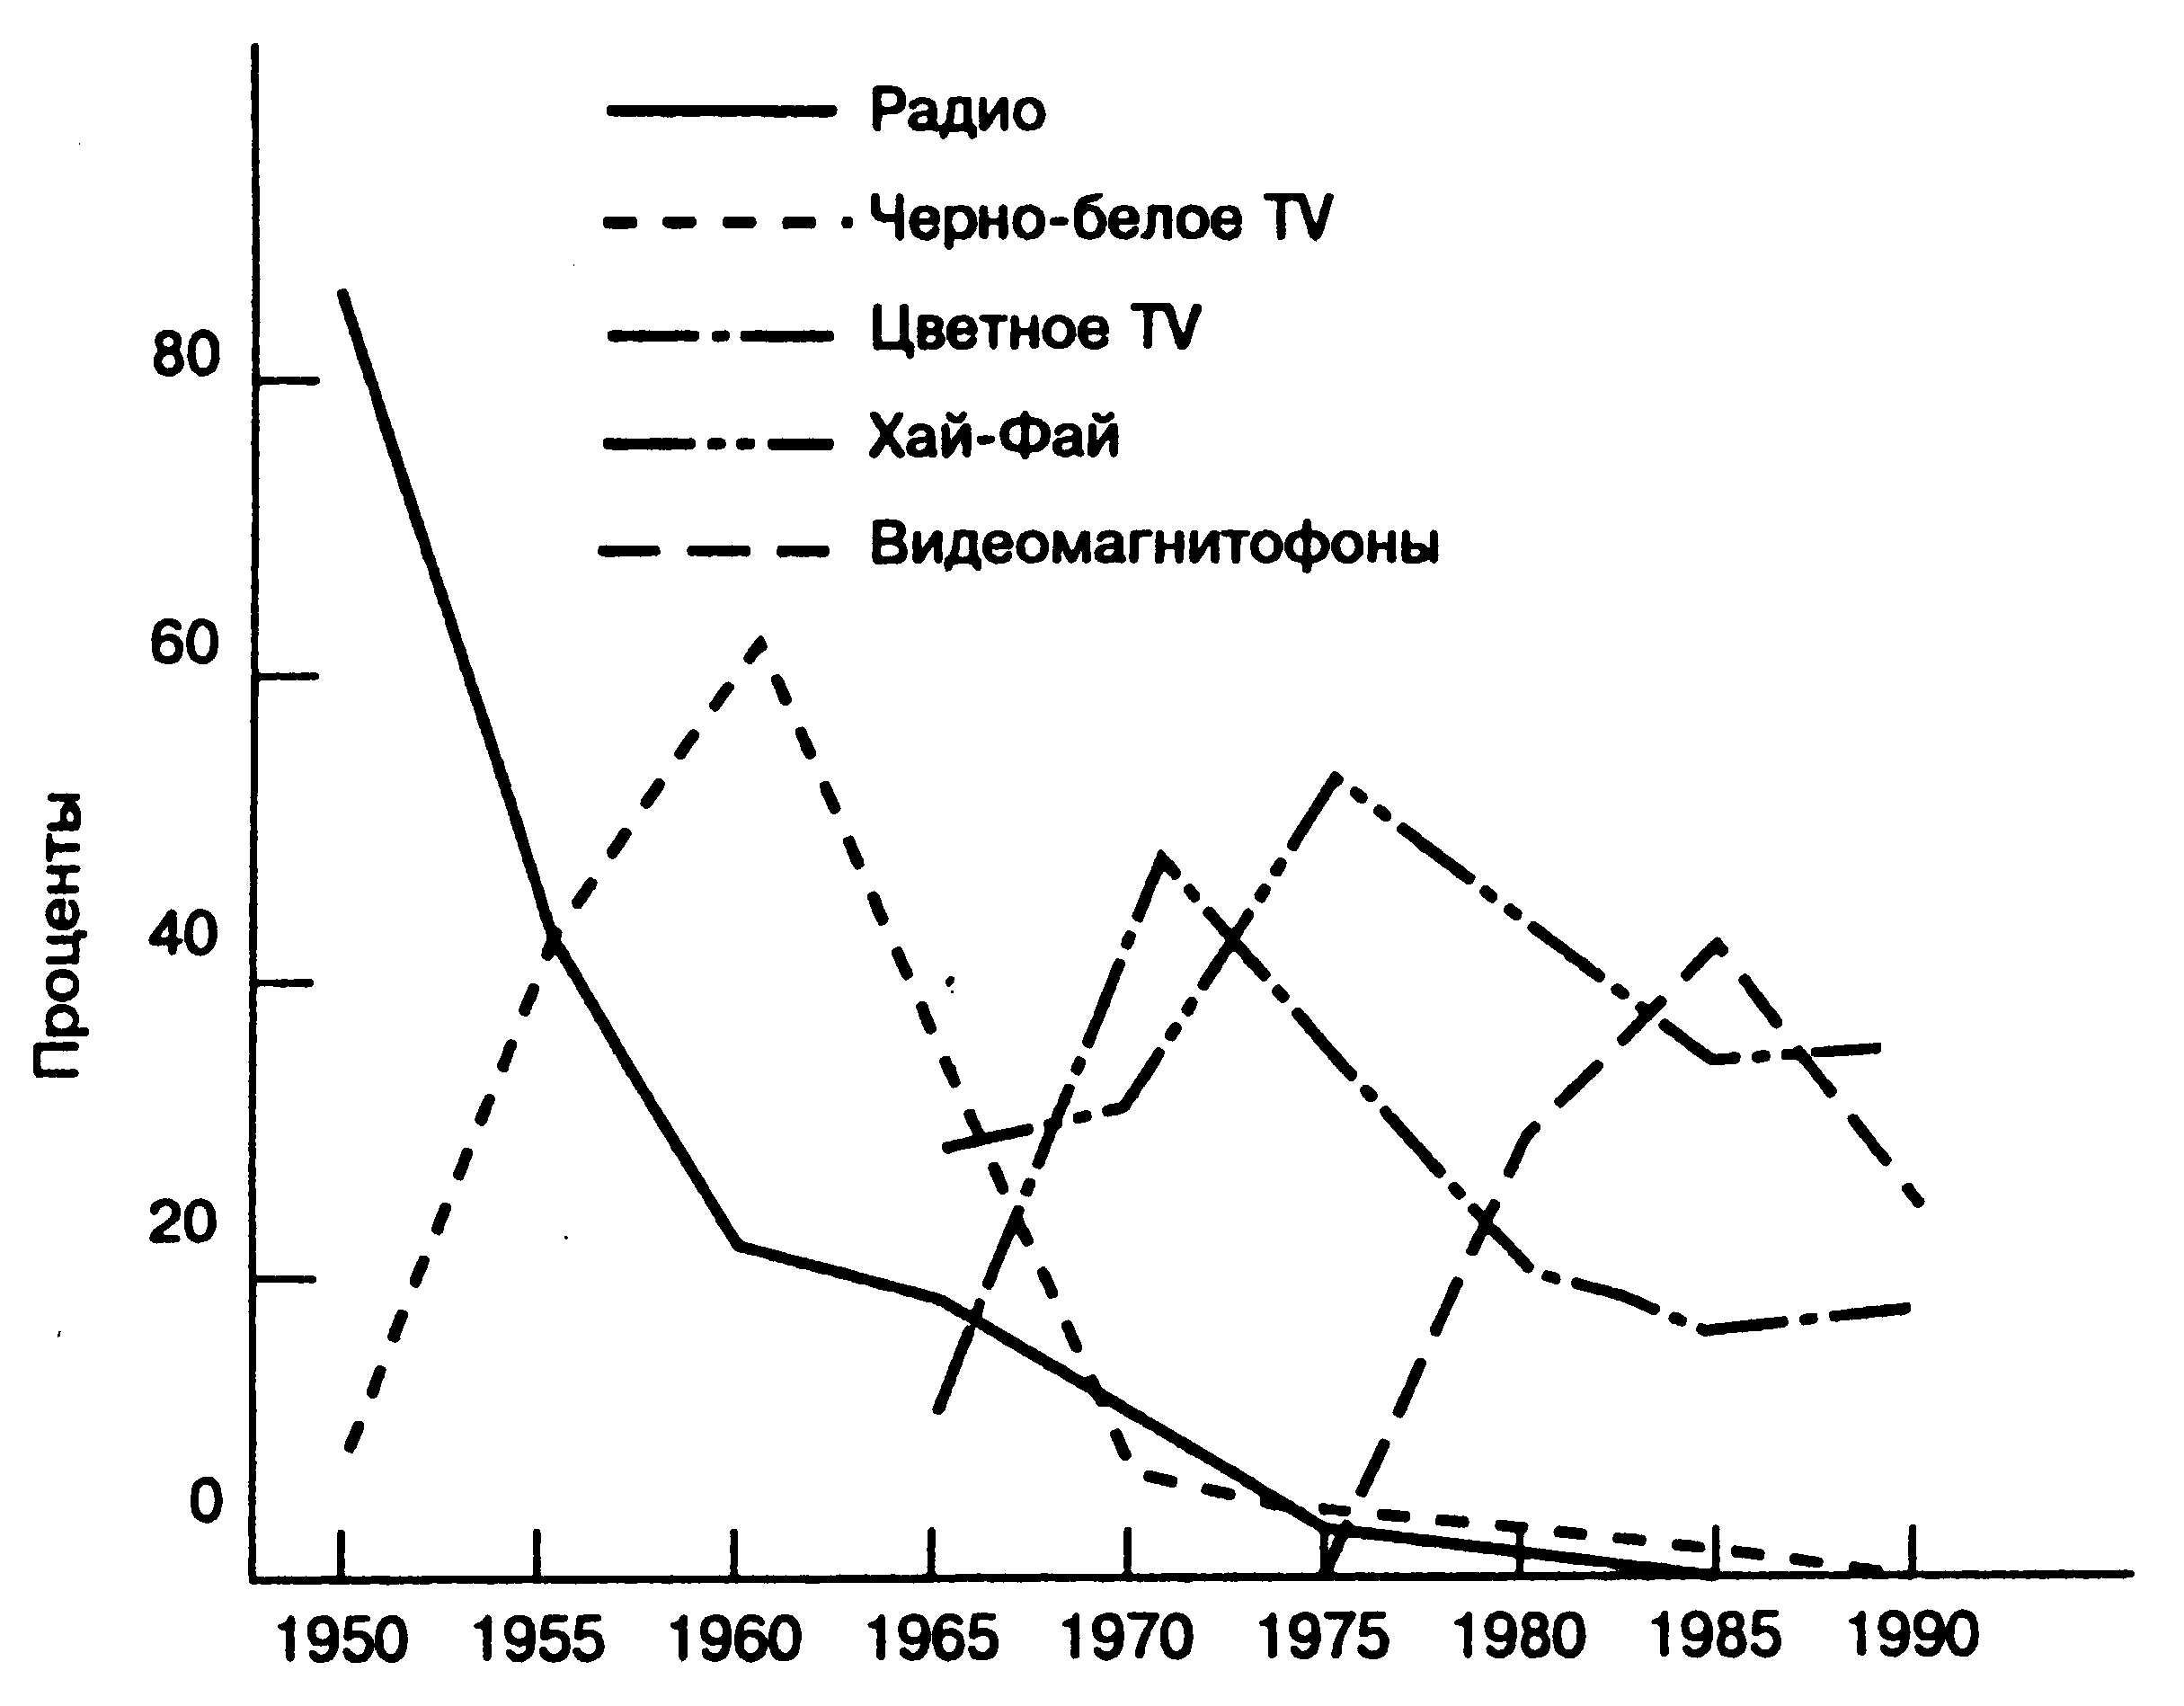 Радио
Черно-белое TV
Цветное TV
Хай-Фай
Видеомагнитофоны
80
60
40
20
0
Проценты
1950 1955 1960 1965 1970 1975 1980 1985 1990